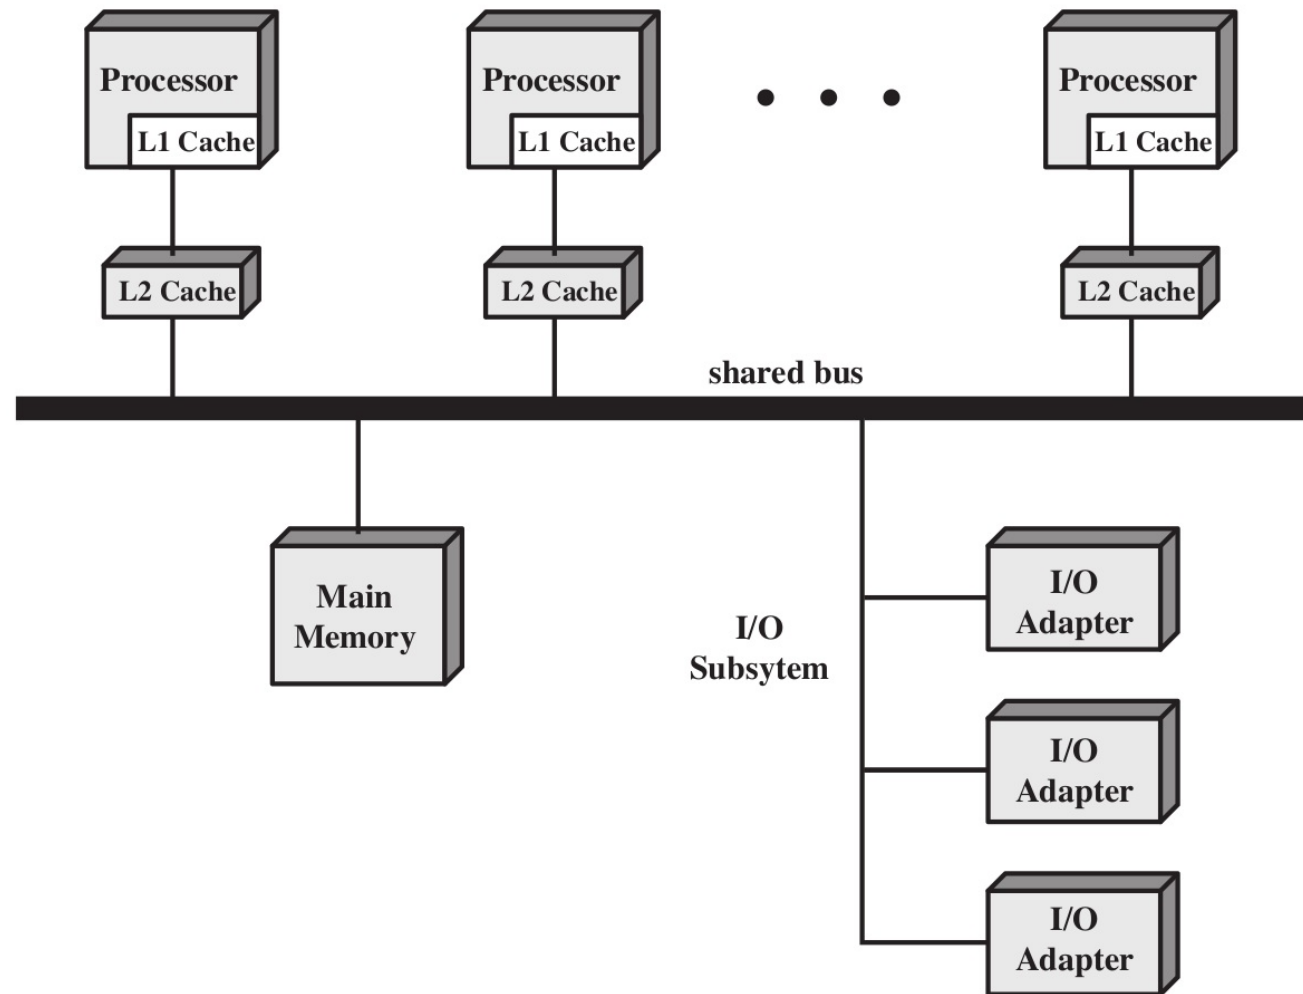 Processor
L1 Cache
L2 Cache
Processor
L1 Cache
L2 Cache
Processor
L1 Cache
L2 Cache
shared bus
Main
Memory
I/O
Subsytem
I/O
Adapter
I/O
Adapter
I/O
Adapter